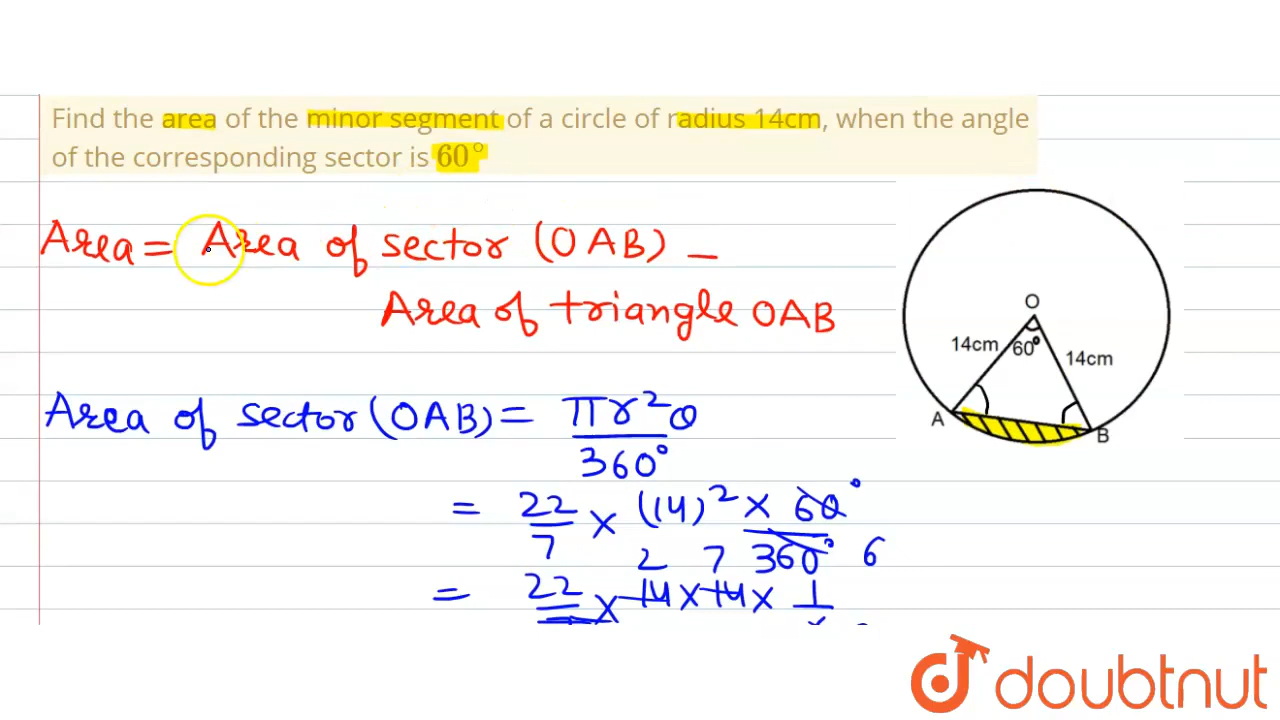 Find the area of the minor segment of a circle of radius 14cm, when the angle
of the corresponding sector is 60°
Area = Area of sector (OAB) –
Area of triangle OAB
O
14cm 60° 14cm
A
B
Area of sector (OAB) = πr²θ
360°
= 22/7 × (14)² × 60°
360° 6
2 7
= 22 × 14 × 14 × 1
doubtnut